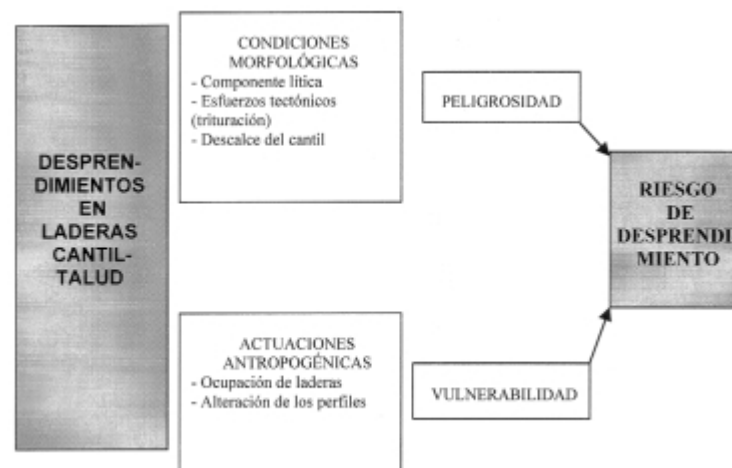 DESPREN-
DIMIENTOS
EN
LADERAS
CANTIL-
TALUD
CONDICIONES
MORFOLÓGICAS
- Componente lítica
- Esfuerzos tectónicos
(trituración)
- Descalce del cantil
ACTUACIONES
ANTROPOGÉNICAS
- Ocupación de laderas
- Alteración de los perfiles
PELIGROSIDAD
VULNERABILIDAD
RIESGO
DE
DESPRENDI
MIENTO